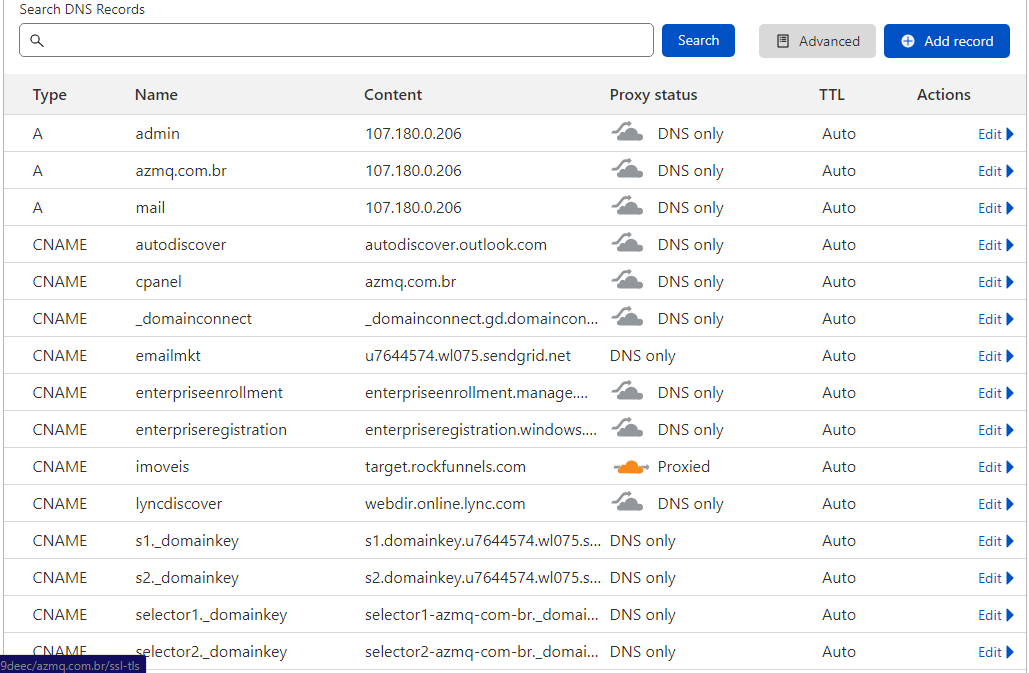 Search DNS Records
Search Advanced Add record
Type Name Content Proxy status TTL Actions
A admin 107.180.0.206 DNS only Auto Edit
A azmq.com.br 107.180.0.206 DNS only Auto Edit
A mail 107.180.0.206 DNS only Auto Edit
CNAME autodiscover autodiscover.outlook.com DNS only Auto Edit
CNAME cpanel azmq.com.br DNS only Auto Edit
CNAME _domainconnect _domainconnect.gd.domaincon... DNS only Auto Edit
CNAME emailmkt u7644574.wl075.sendgrid.net DNS only Auto Edit
CNAME enterpriseenrollment enterpriseenrollment.manage.... DNS only Auto Edit
CNAME enterpriseregistration enterpriseregistration.windows.... DNS only Auto Edit
CNAME imoveis target.rockfunnels.com Proxied Auto Edit
CNAME lyncdiscover webdir.online.lync.com DNS only Auto Edit
CNAME s1._domainkey s1.domainkey.u7644574.wl075.s... DNS only Auto Edit
CNAME s2._domainkey s2.domainkey.u7644574.wl075.s... DNS only Auto Edit
CNAME selector1._domainkey selector1-azmq-com-br._domai... DNS only Auto Edit
CNAME selector2._domainkey selector2-azmq-com-br._domai... DNS only Auto Edit
9deec/azmq.com.br/ssl-tls